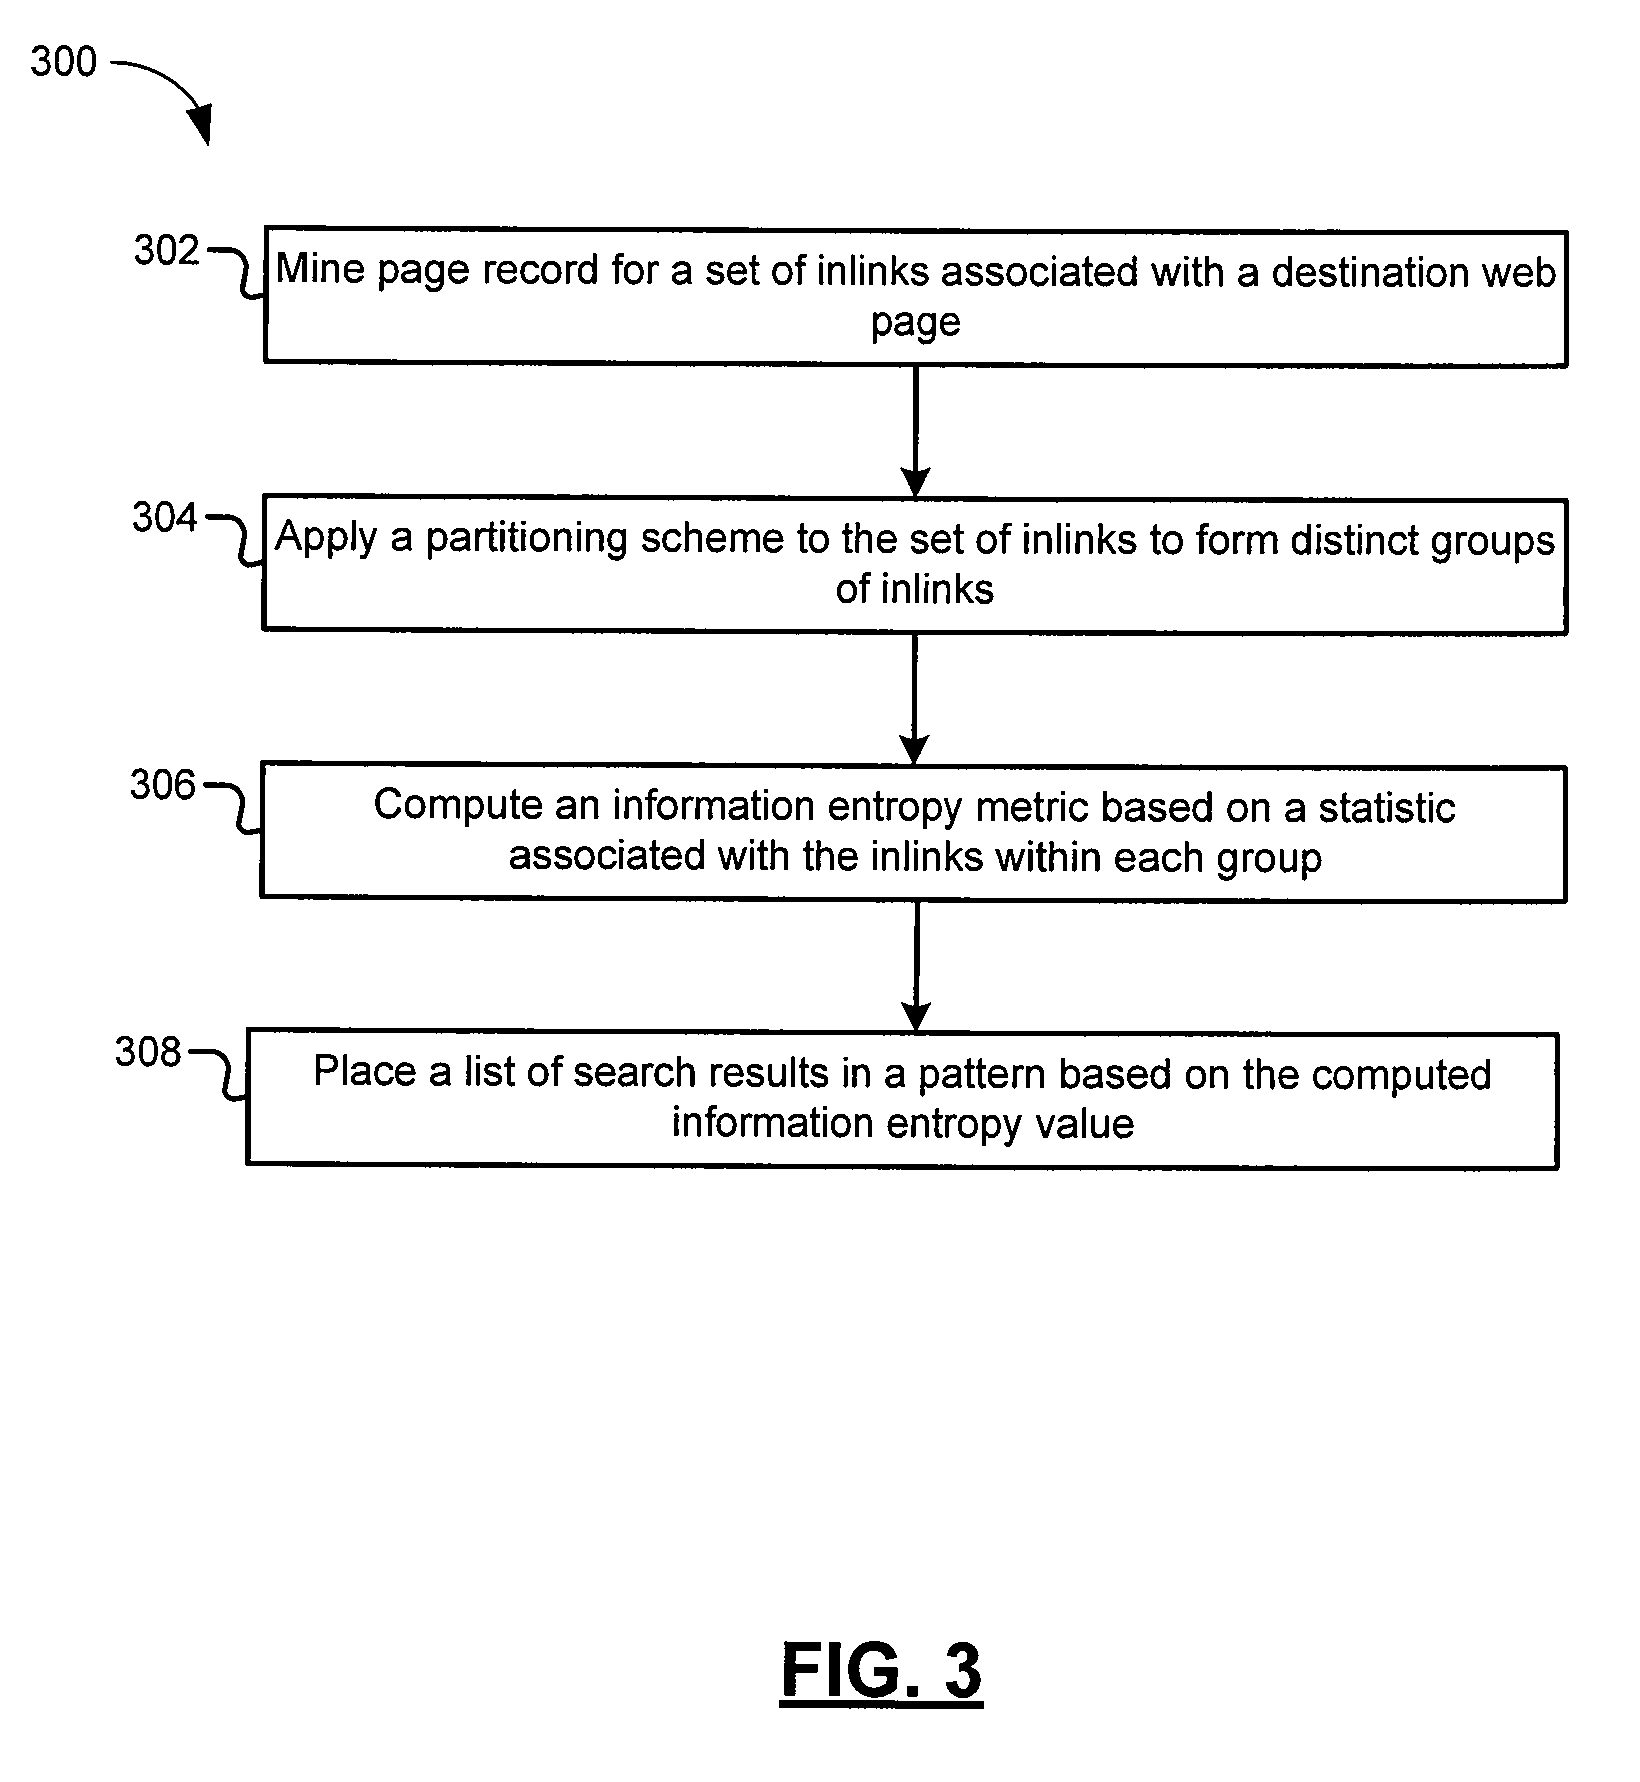 300
302
Mine page record for a set of inlinks associated with a destination web
page
304
Apply a partitioning scheme to the set of inlinks to form distinct groups
of inlinks
306
Compute an information entropy metric based on a statistic
associated with the inlinks within each group
308
Place a list of search results in a pattern based on the computed
information entropy value
FIG. 3